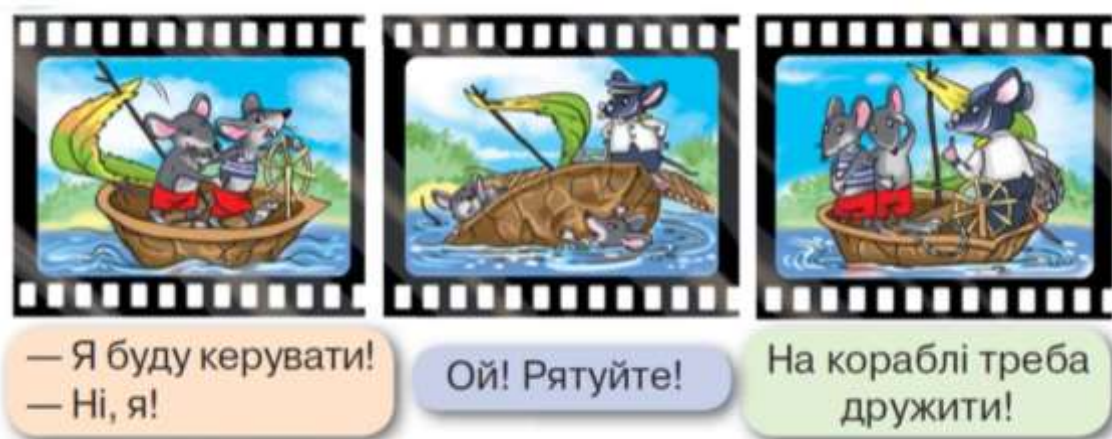 — Я буду керувати!
— Ні, я!
Ой! Рятуйте!
На кораблі треба
дружити!